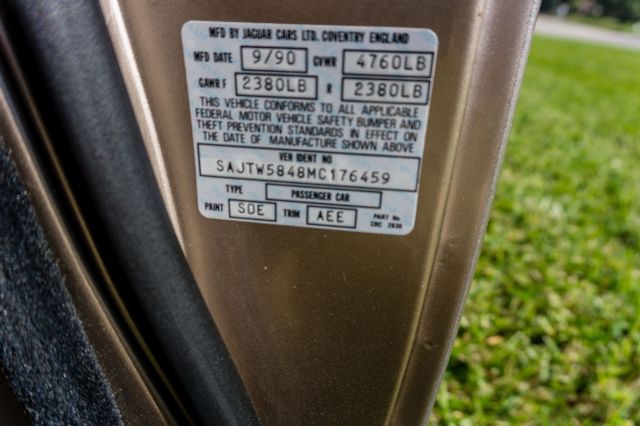 MFD BY JAGUAR CARS LTD. COVENTRY ENGLAND
MFD DATE 9/90 GVWR 4760LB
GAWR F 2380LB R 2380LB
THIS VEHICLE CONFORMS TO ALL APPLICABLE
FEDERAL MOTOR VEHICLE SAFETY BUMPER AND
THEFT PREVENTION STANDARDS IN EFFECT ON
THE DATE OF MANUFACTURE SHOWN ABOVE.
VEH IDENT NO
SAJTW5848MC176459
TYPE PASSENGER CAR
PAINT SDE TRIM AEE PART No
CBC 2830